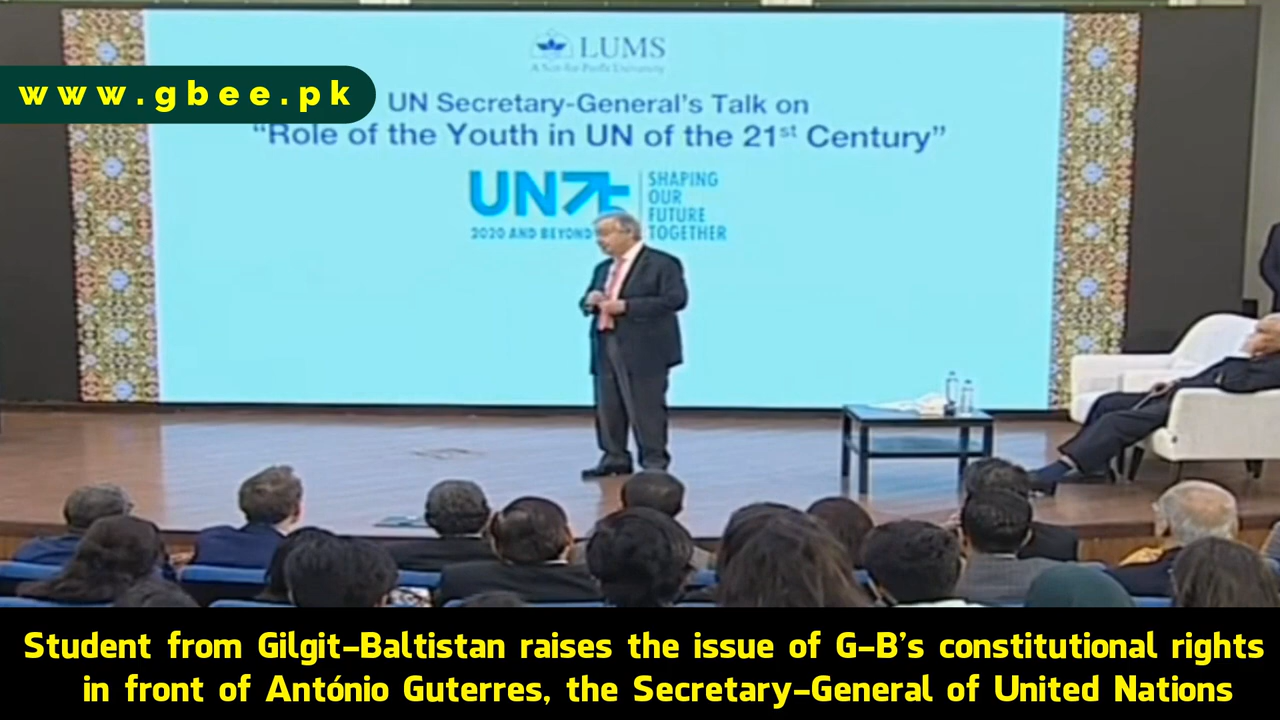 LUMS
A Not-for-Profit University
www.gbee.pk
UN Secretary-General's Talk on
“Role of the Youth in UN of the 21st Century”
UN75
2020 AND BEYOND
SHAPING
OUR
FUTURE
TOGETHER
Student from Gilgit-Baltistan raises the issue of G-B's constitutional rights
in front of António Guterres, the Secretary-General of United Nations